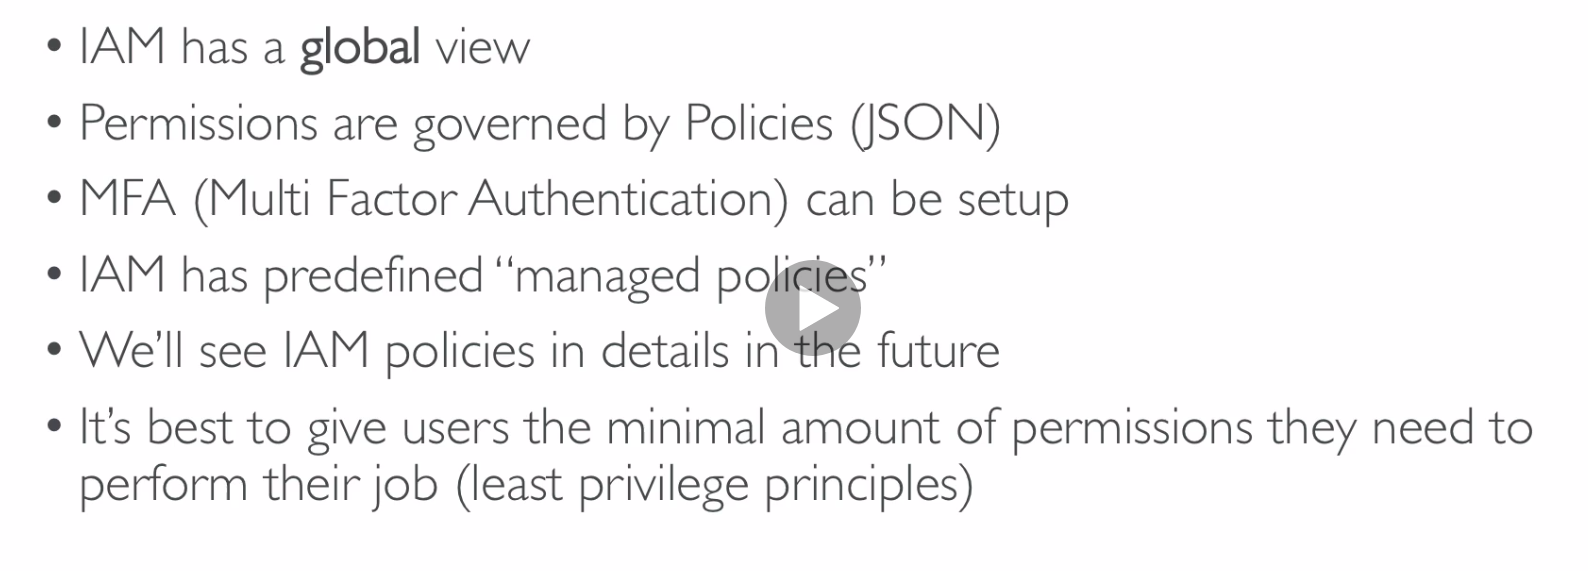 • IAM has a global view
• Permissions are governed by Policies (JSON)
• MFA (Multi Factor Authentication) can be setup
• IAM has predefined “managed policies”
• We’ll see IAM policies in details in the future
• It’s best to give users the minimal amount of permissions they need to
perform their job (least privilege principles)